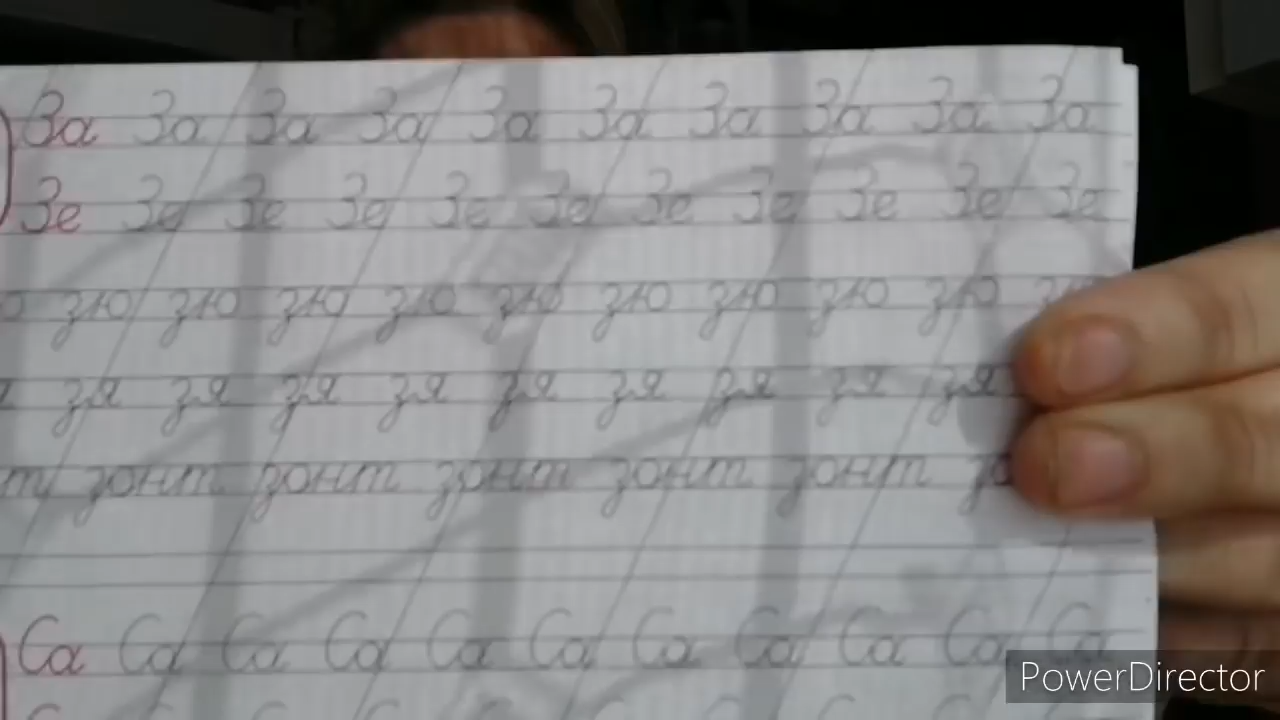 За За За За За За За За За За
Зе Зе Зе Зе Зе Зе Зе Зе Зе Зе Зе
зю зю зю зю зю зю зю зю зю
зя зя зя зя зя зя зя зя зя
зонт зонт зонт зонт зонт
Са Са Са Са Са Са Са Са Са Са Са
PowerDirector